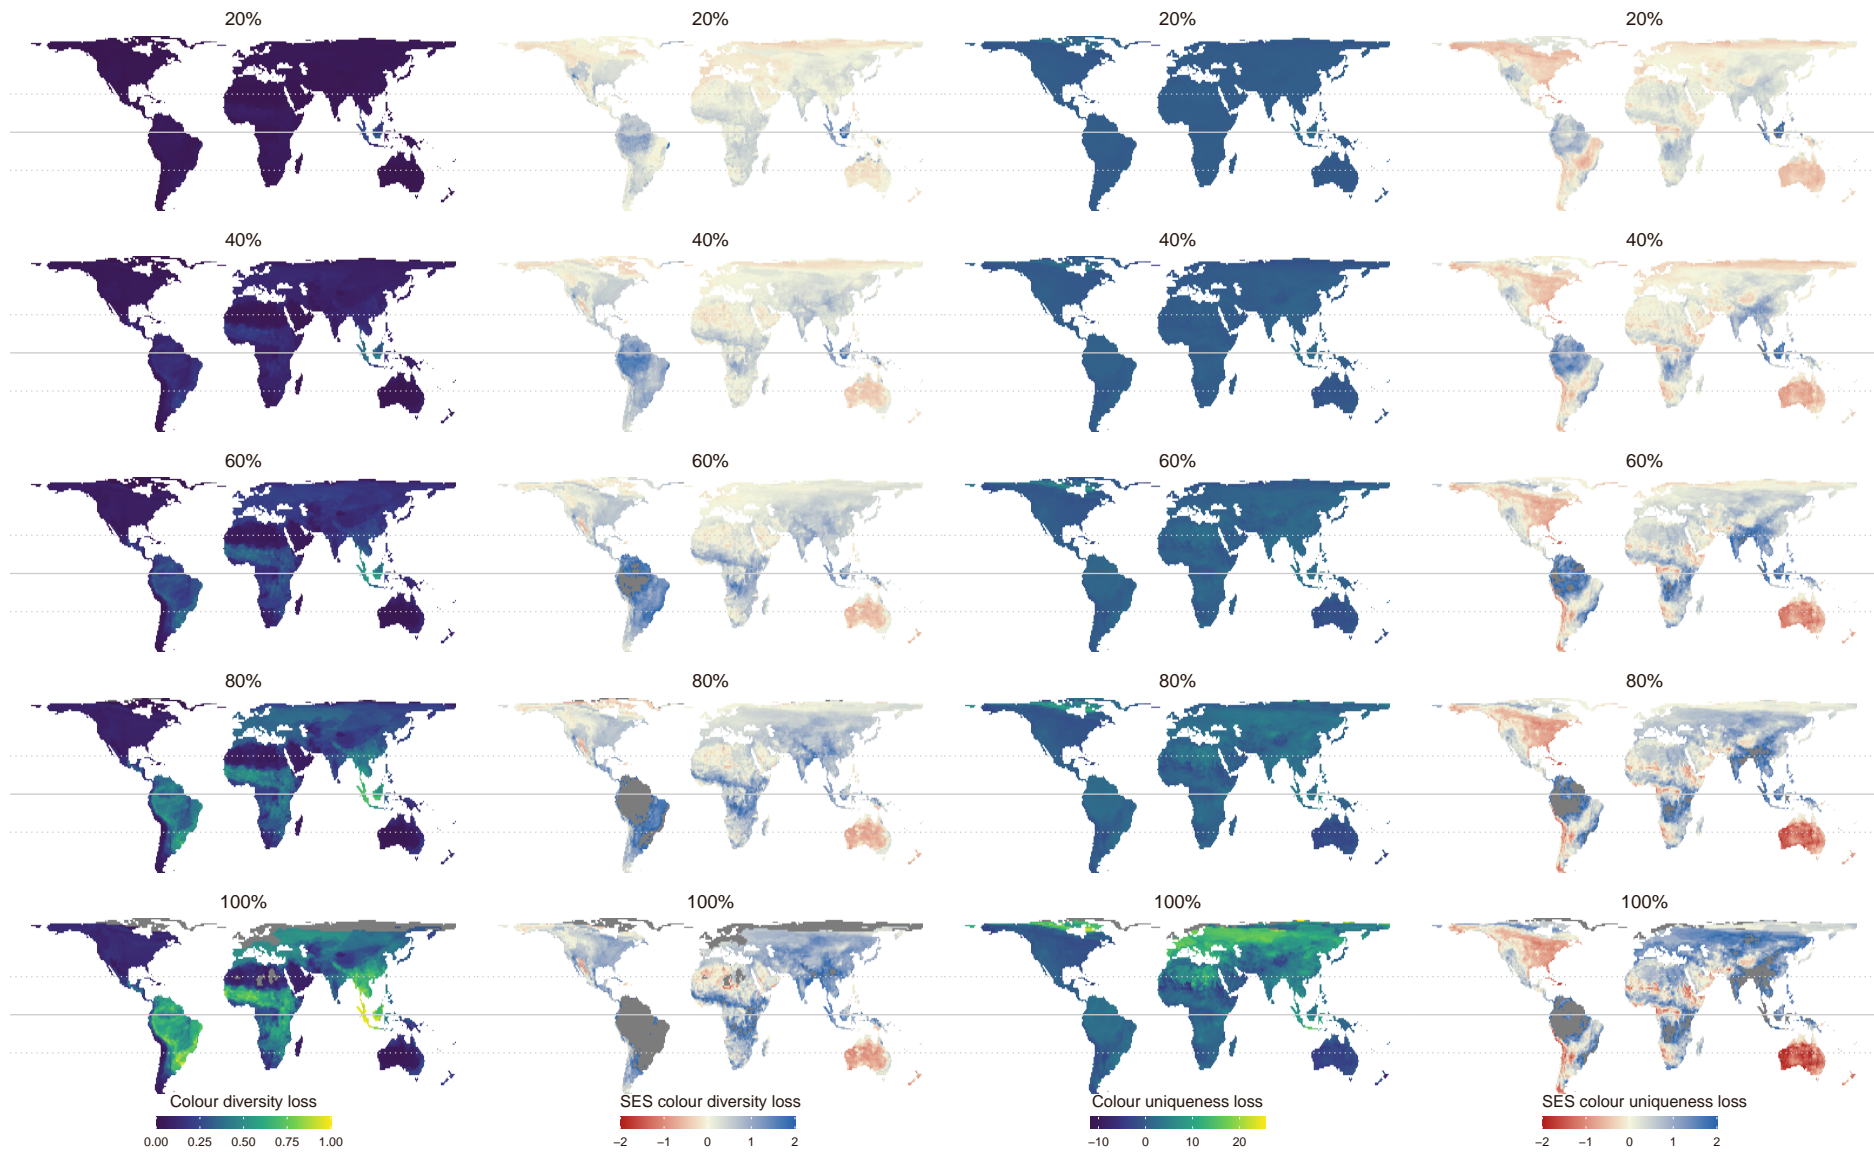 20% 20% 20% 20%
40% 40% 40% 40%
60% 60% 60% 60%
80% 80% 80% 80%
100% 100% 100% 100%
Colour diversity loss SES colour diversity loss Colour uniqueness loss SES colour uniqueness loss
0.00 0.25 0.50 0.75 1.00 −2 −1 0 1 2 −10 0 10 20 −2 −1 0 1 2